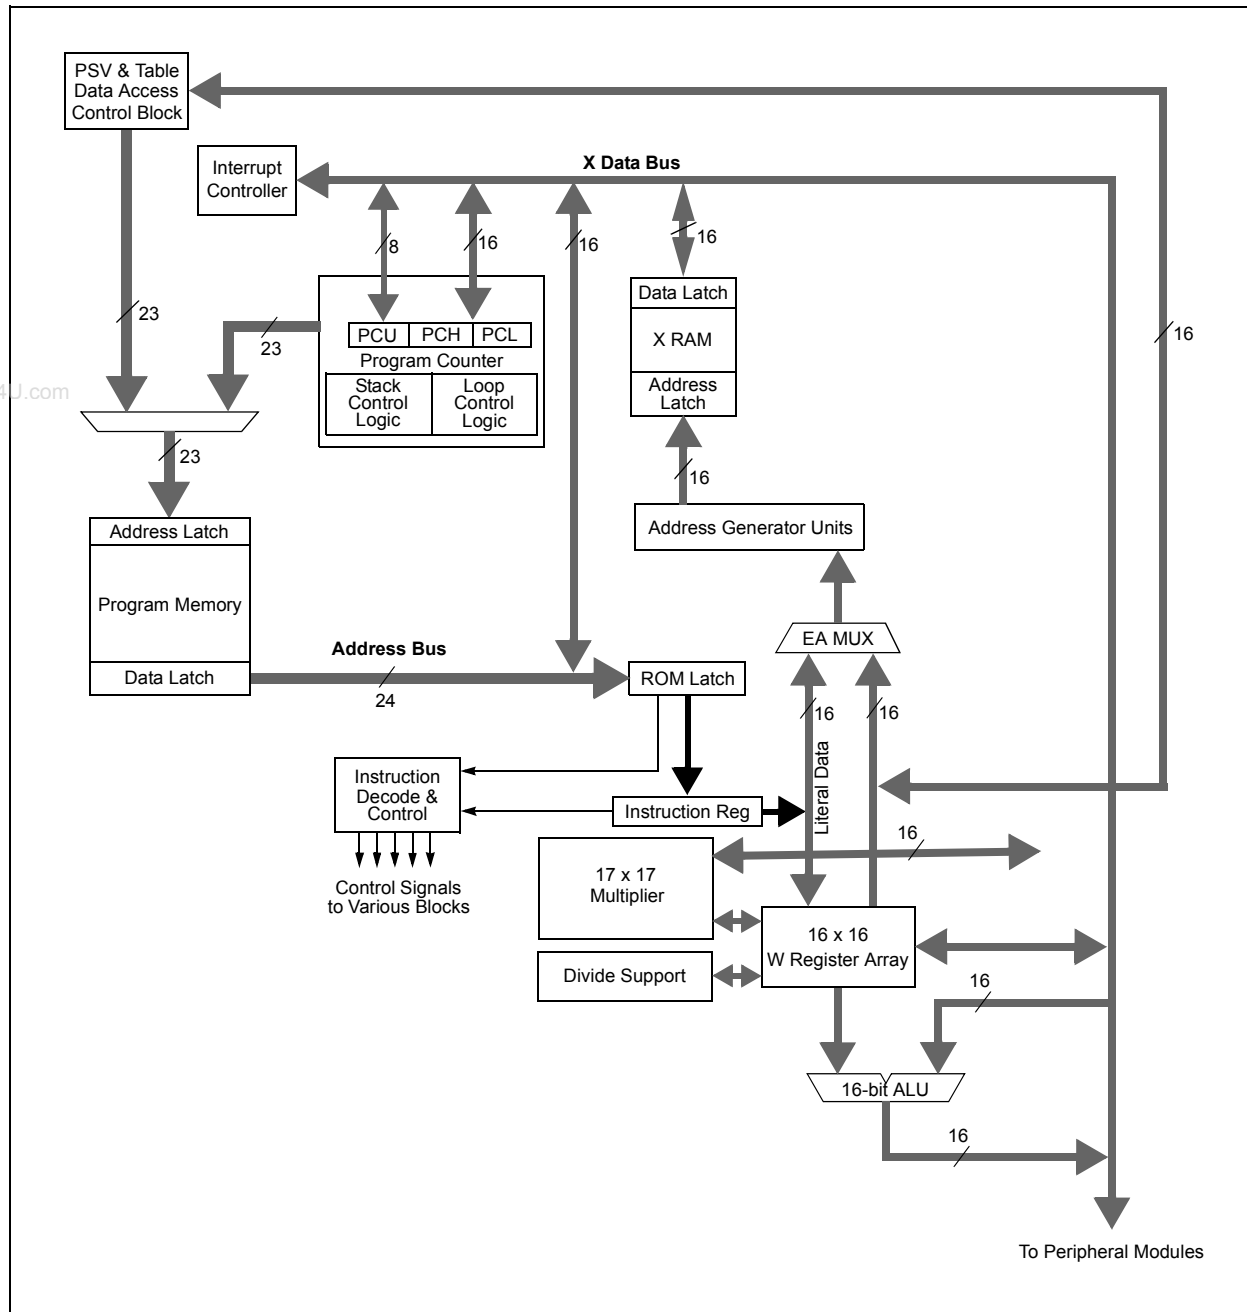 PSV & Table
Data Access
Control Block
Interrupt
Controller
X Data Bus
8
16
16
16
23
23
16
PCU
PCH
PCL
Program Counter
Stack
Control
Logic
Loop
Control
Logic
Data Latch
X RAM
Address
Latch
4U.com
23
16
Address Generator Units
Address Latch
Program Memory
Data Latch
Address Bus
24
ROM Latch
EA MUX
16
16
Literal Data
Instruction
Decode &
Control
Instruction Reg
Control Signals
to Various Blocks
17 x 17
Multiplier
16
16 x 16
W Register Array
Divide Support
16
16-bit ALU
16
To Peripheral Modules